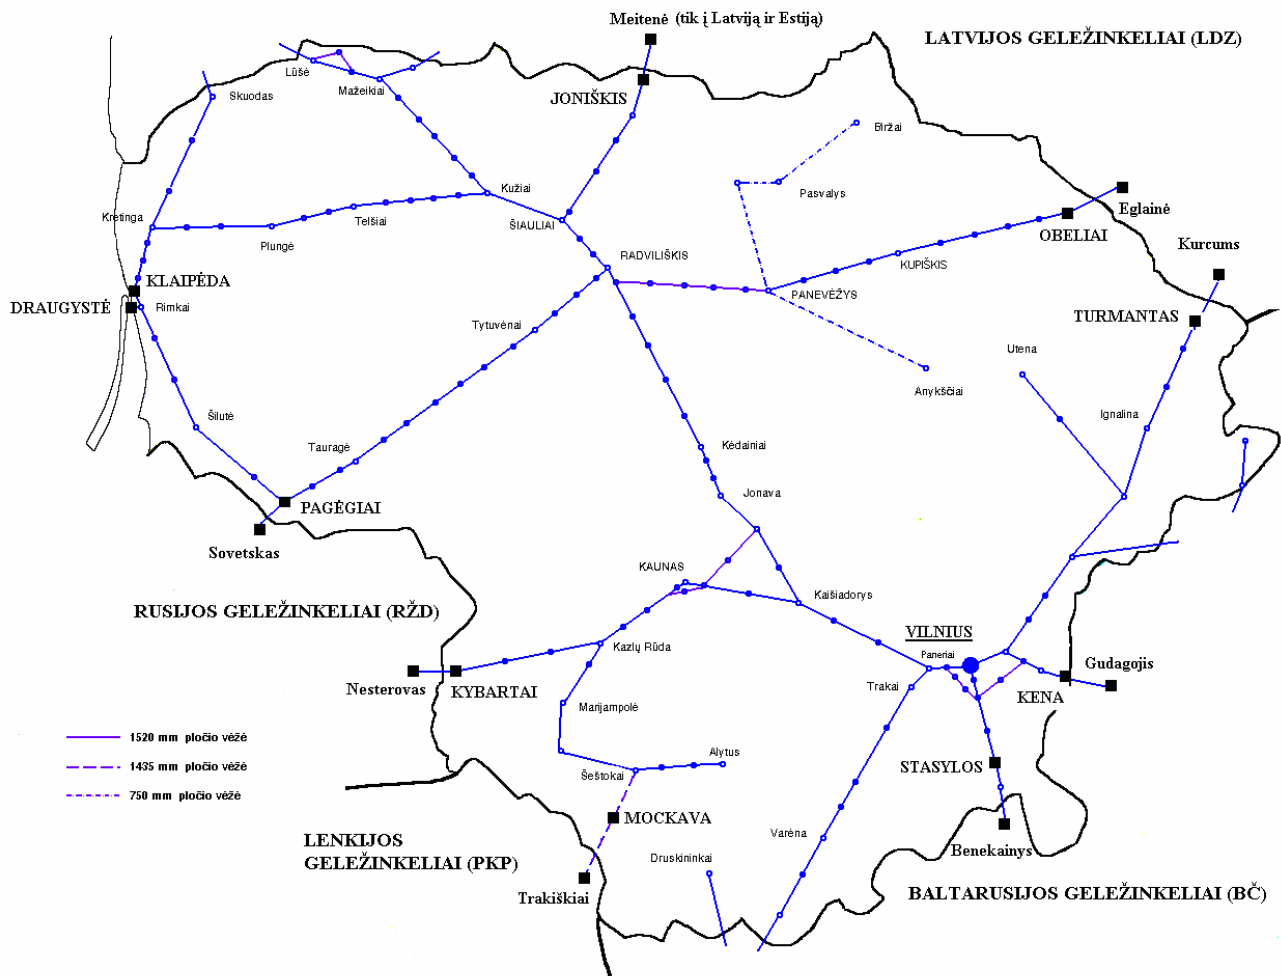 Meitenė (tik į Latviją ir Estiją)
LATVIJOS GELEŽINKELIAI (LDZ)
Lūšė
Mažeikiai
Skuodas
JONIŠKIS
Biržai
Pasvalys
Kužiai
Eglainė
Kretinga
Telšiai
ŠIAULIAI
OBELIAI
Plungė
Kurcums
RADVILIŠKIS
KUPIŠKIS
KLAIPĖDA
PANEVĖŽYS
DRAUGYSTĖ
Rimkai
TURMANTAS
Tytuvėnai
Utena
Anykščiai
Šilutė
Ignalina
Tauragė
Kėdainiai
Jonava
PAGĖGIAI
Sovetskas
KAUNAS
Kaišiadorys
RUSIJOS GELEŽINKELIAI (RŽD)
VILNIUS
Kazlų Rūda
Paneriai
Gudagojis
Nesterovas
KYBARTAI
Trakai
KENA
Marijampolė
1520 mm pločio vėžė
Alytus
1435 mm pločio vėžė
Šeštokai
STASYLOS
750 mm pločio vėžė
MOCKAVA
Varėna
LENKIJOS
GELEŽINKELIAI (PKP)
Druskininkai
Benekainys
Trakiškiai
BALTARUSIJOS GELEŽINKELIAI (BČ)